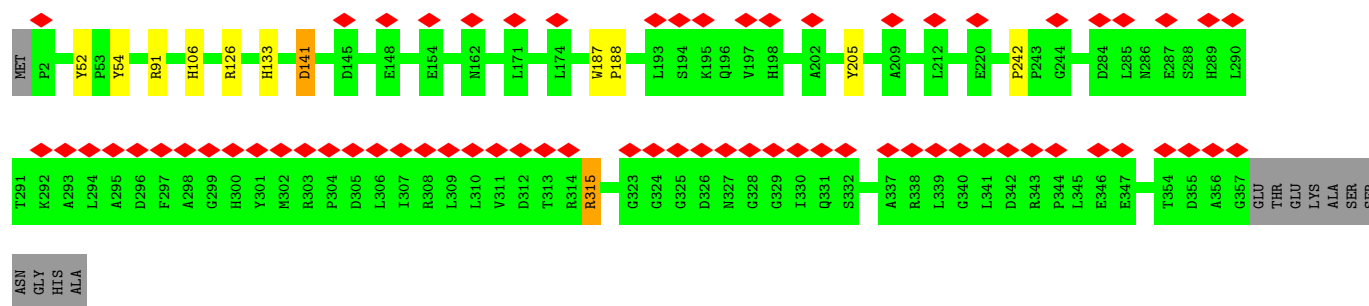 MET P2 Y52 P53 Y54 R91 H106 R126 H133 D141 D145 E148 E154 N162 L171 L174 W187 P188 L193 S194 K195 Q196 V197 H198 A202 Y205 A209 L212 E220 P242 P243 G244 D284 L285 N286 E287 S288 H289 L290
T291 K292 A293 L294 A295 D296 F297 A298 G299 H300 Y301 M302 R303 P304 D305 L306 I307 R308 L309 L310 V311 D312 T313 R314 R315 G323 G324 G325 D326 N327 G328 G329 I330 Q331 S332 A337 R338 L339 G340 L341 D342 R343 P344 L345 E346 E347 T354 D355 A356 G357 GLU THR GLU LYS ALA SER SER
ASN GLY HIS ALA